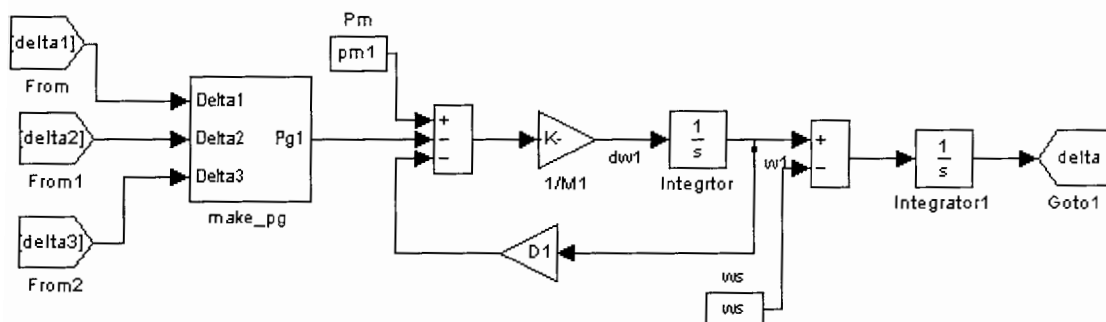 [delta1]
From
[delta2]
From1
[delta3]
From2
Delta1
Delta2
Delta3
Pg1
make_pg
Pm
pm1
+
−
−
K-
1/M1
dw1
1
s
Integrtor
w1
D1
ws
ws
+
−
1
s
Integrator1
delta
Goto1